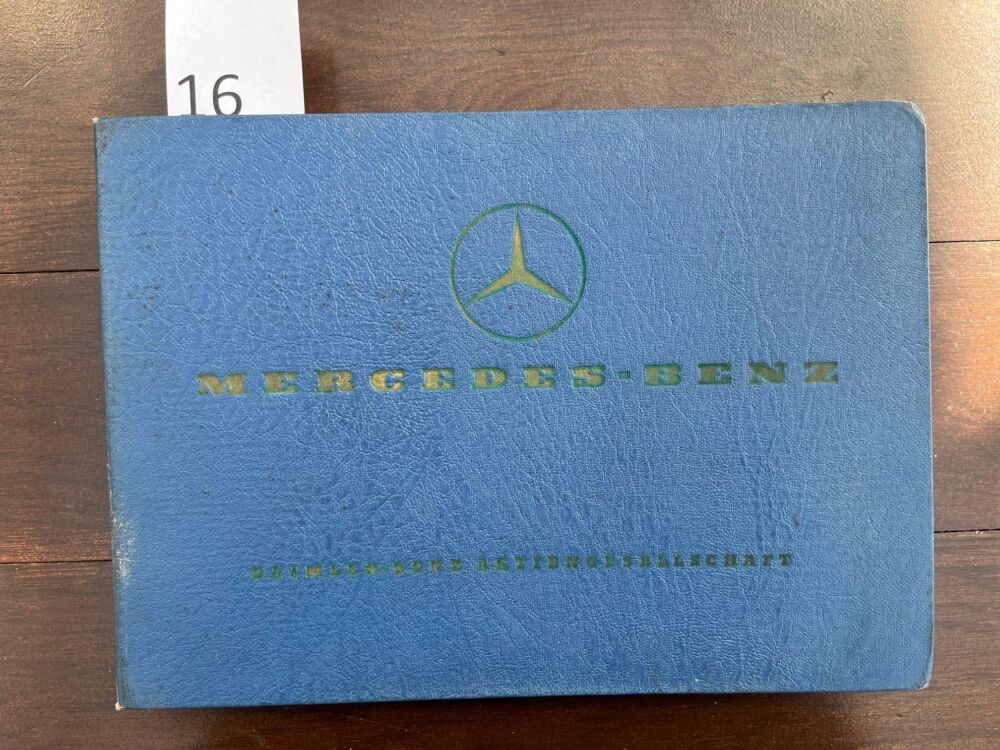 16
MERCEDES-BENZ
DAIMLER-BENZ AKTIENGESELLSCHAFT